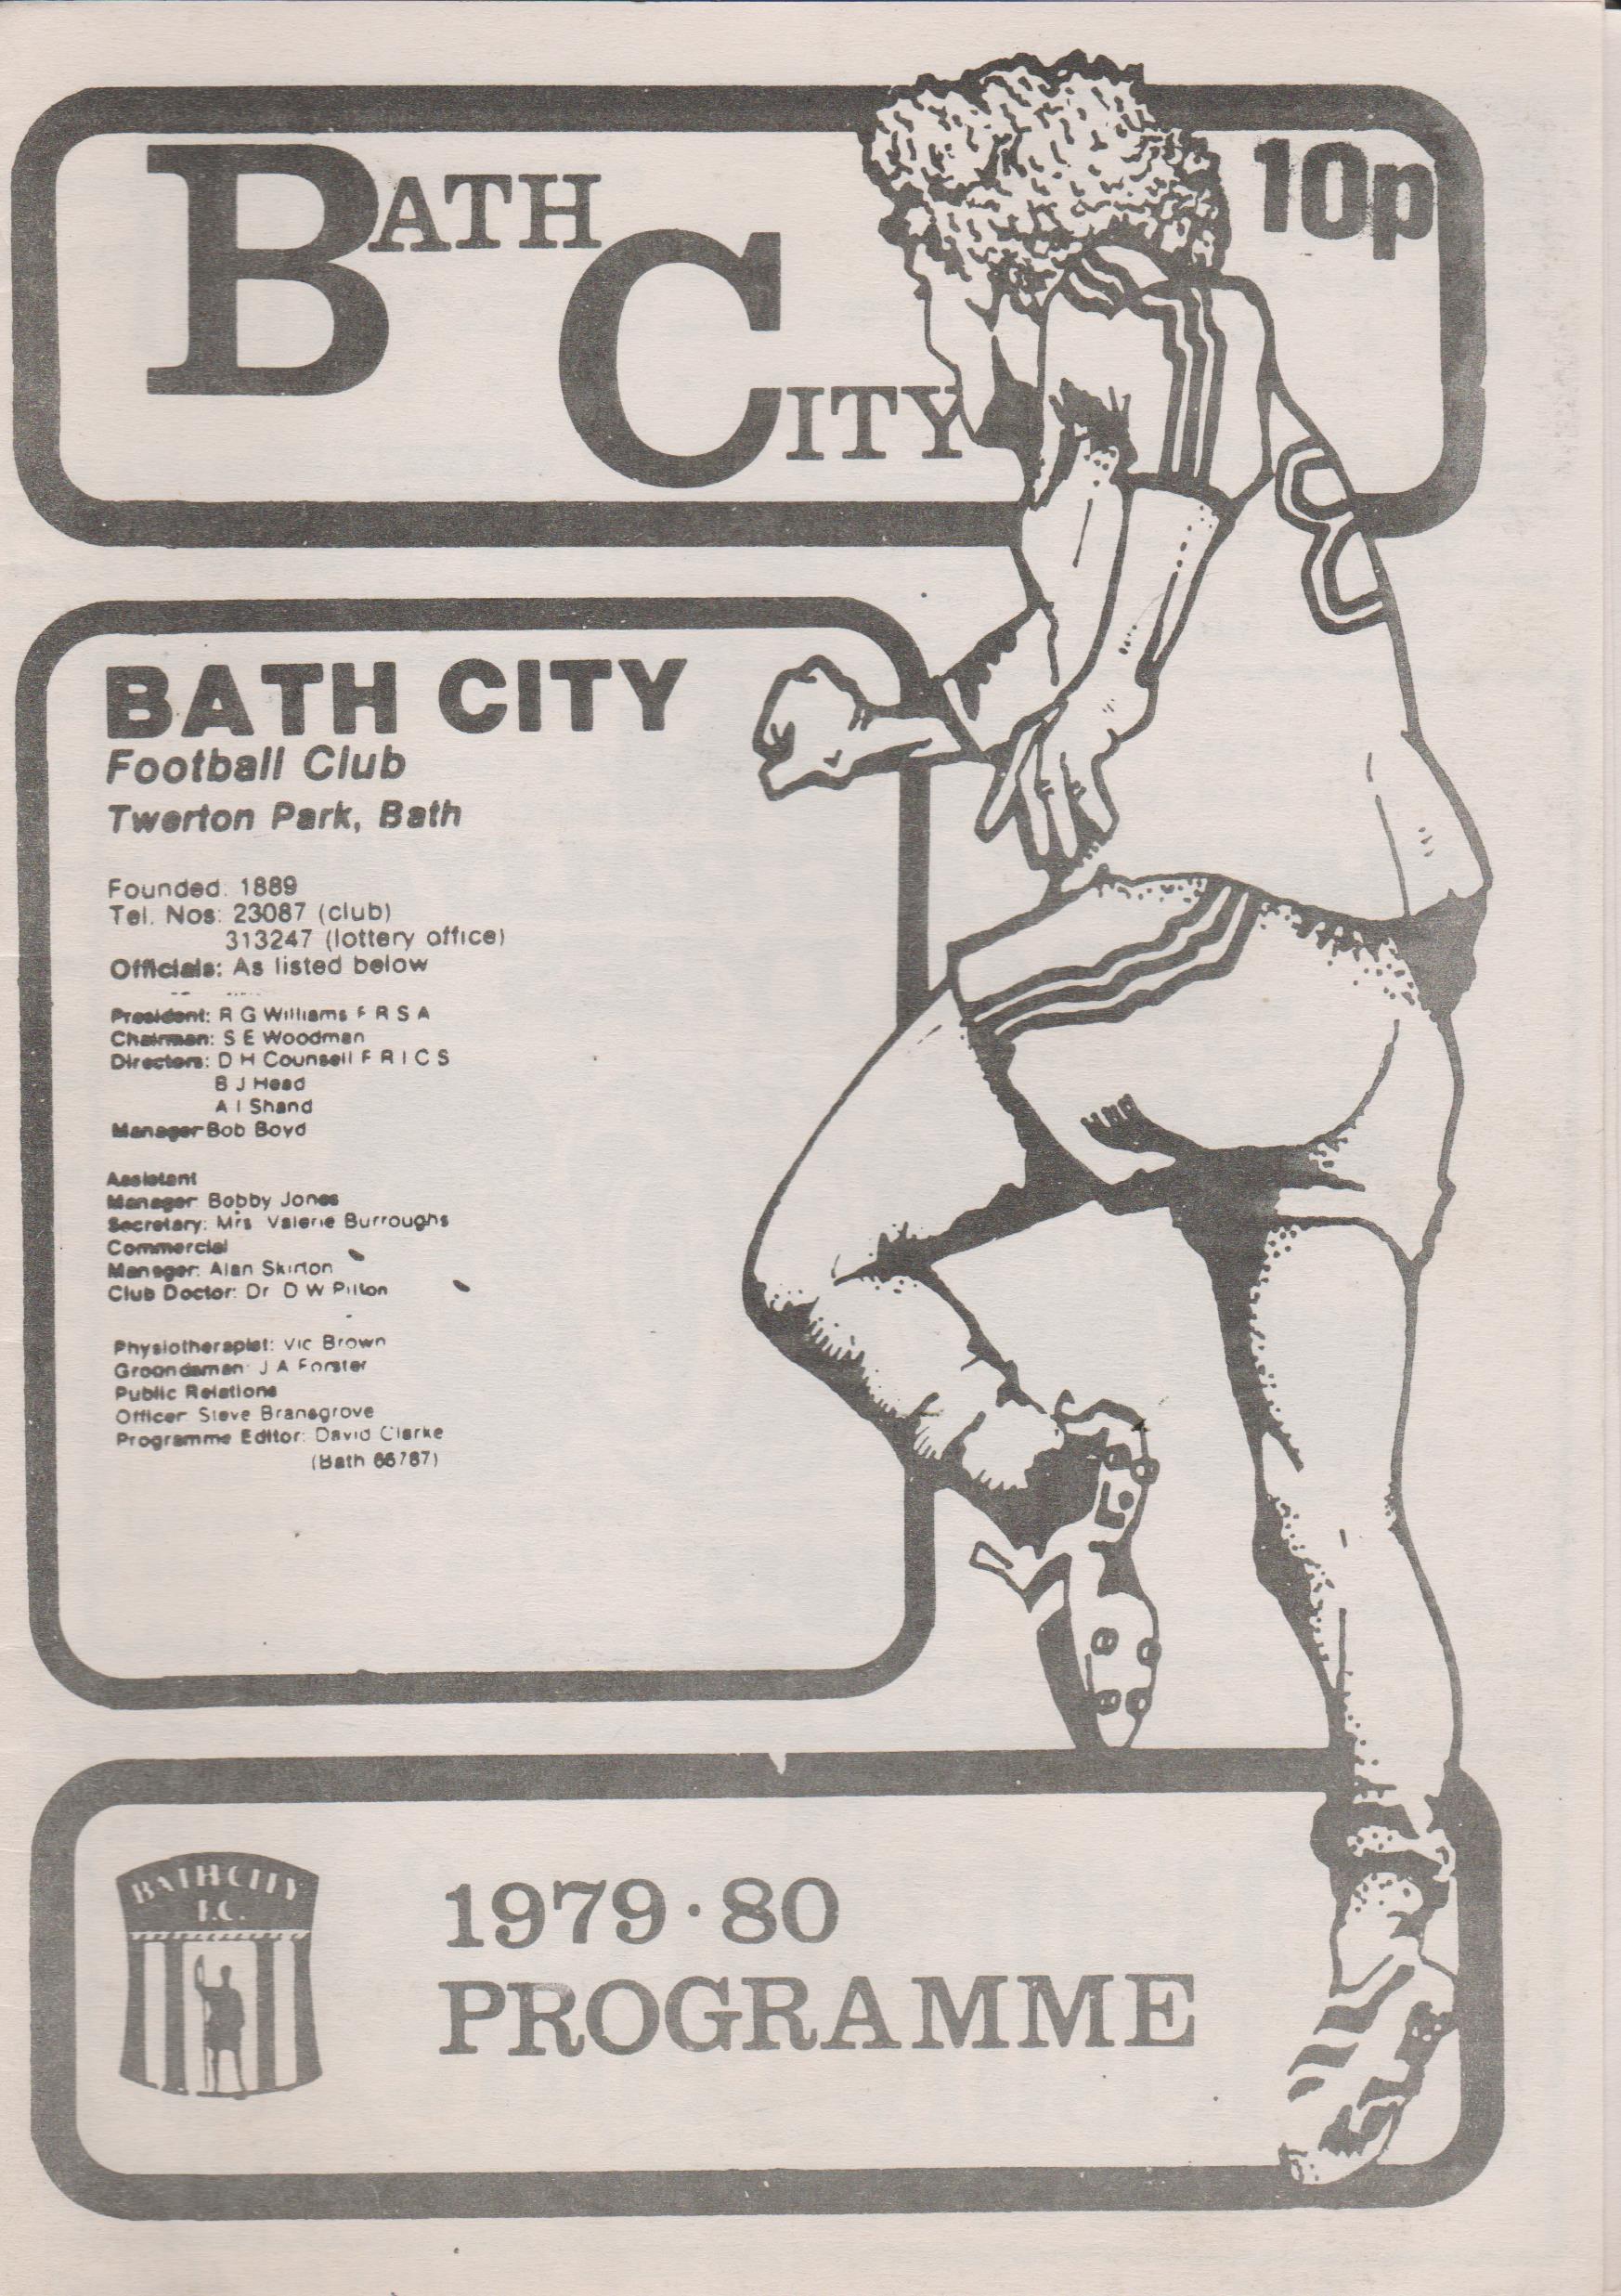 BATH
CITY
10p
BATH CITY
Football Club
Twerton Park, Bath
Founded: 1889
Tel. Nos: 23087 (club)
313247 (lottery office)
Officials: As listed below
President: R G Williams F R S A
Chairman: S E Woodman
Directors: D H Counsell F R I C S
B J Head
A I Shand
Manager Bob Boyd
Assistant
Manager: Bobby Jones
Secretary: Mrs Valerie Burroughs
Commercial
Manager: Alan Skirton
Club Doctor: Dr D W Pitton
Physiotherapist: Vic Brown
Groondsman: J A Forster
Public Relations
Officer: Steve Bransgrove
Programme Editor: David Clarke
(Bath 66787)
BATH CITY
F.C.
1979·80
PROGRAMME